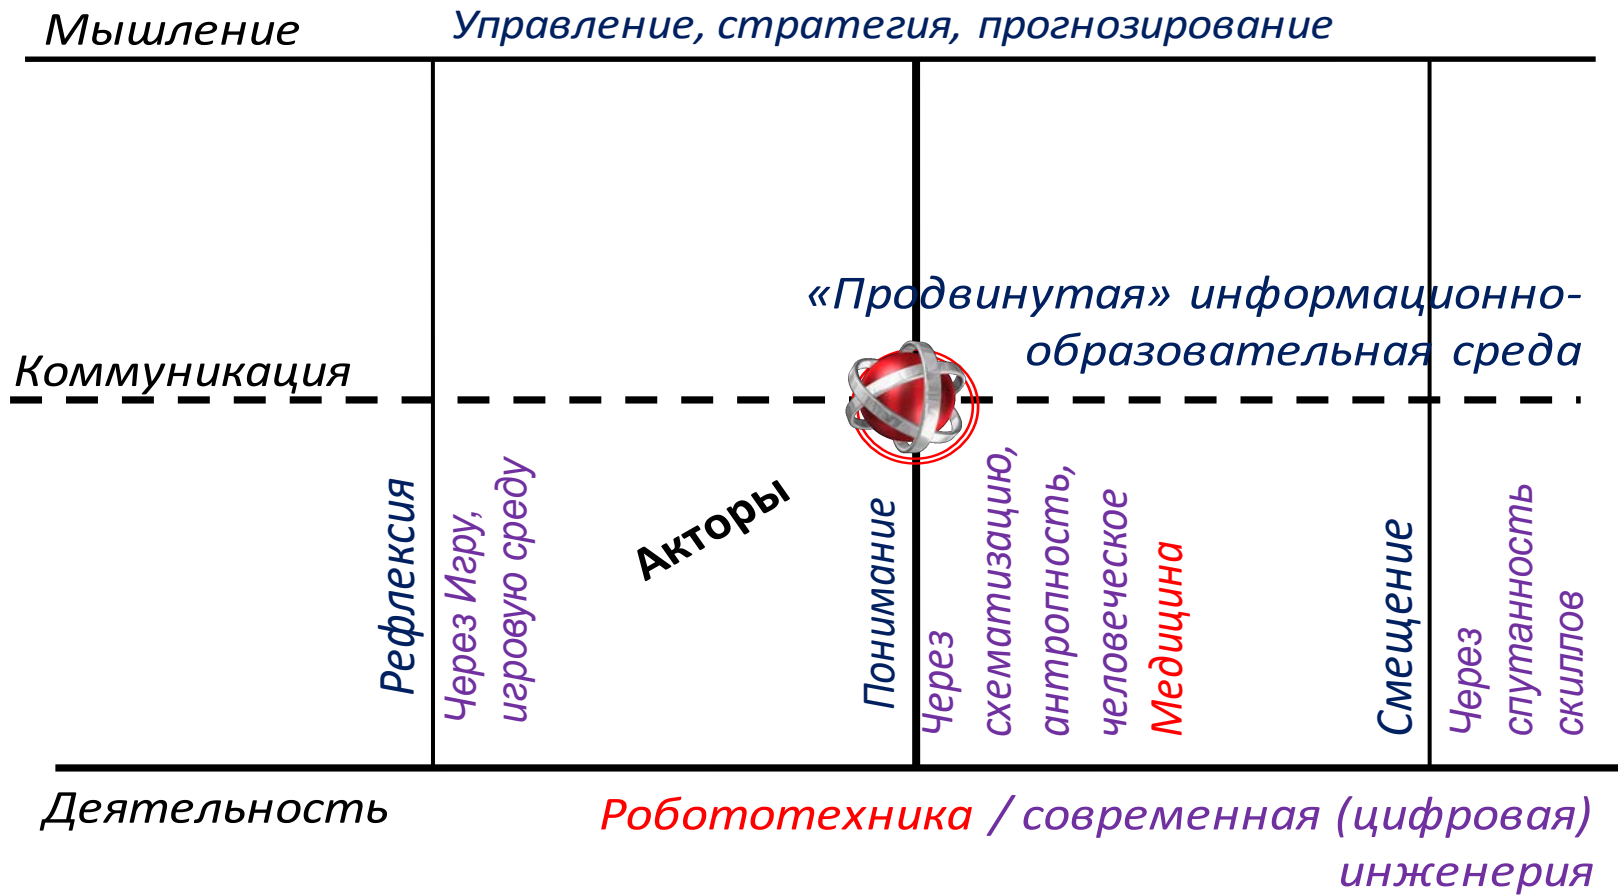 Мышление
Управление, стратегия, прогнозирование
«Продвинутая» информационно-
образовательная среда
Коммуникация
Рефлексия
Через Игру,
игровую среду
Акторы
Понимание
Через
схематизацию,
антропность,
человеческое
Медицина
Смещение
Через
спутанность
скиллов
Деятельность
Робототехника / современная (цифровая)
инженерия